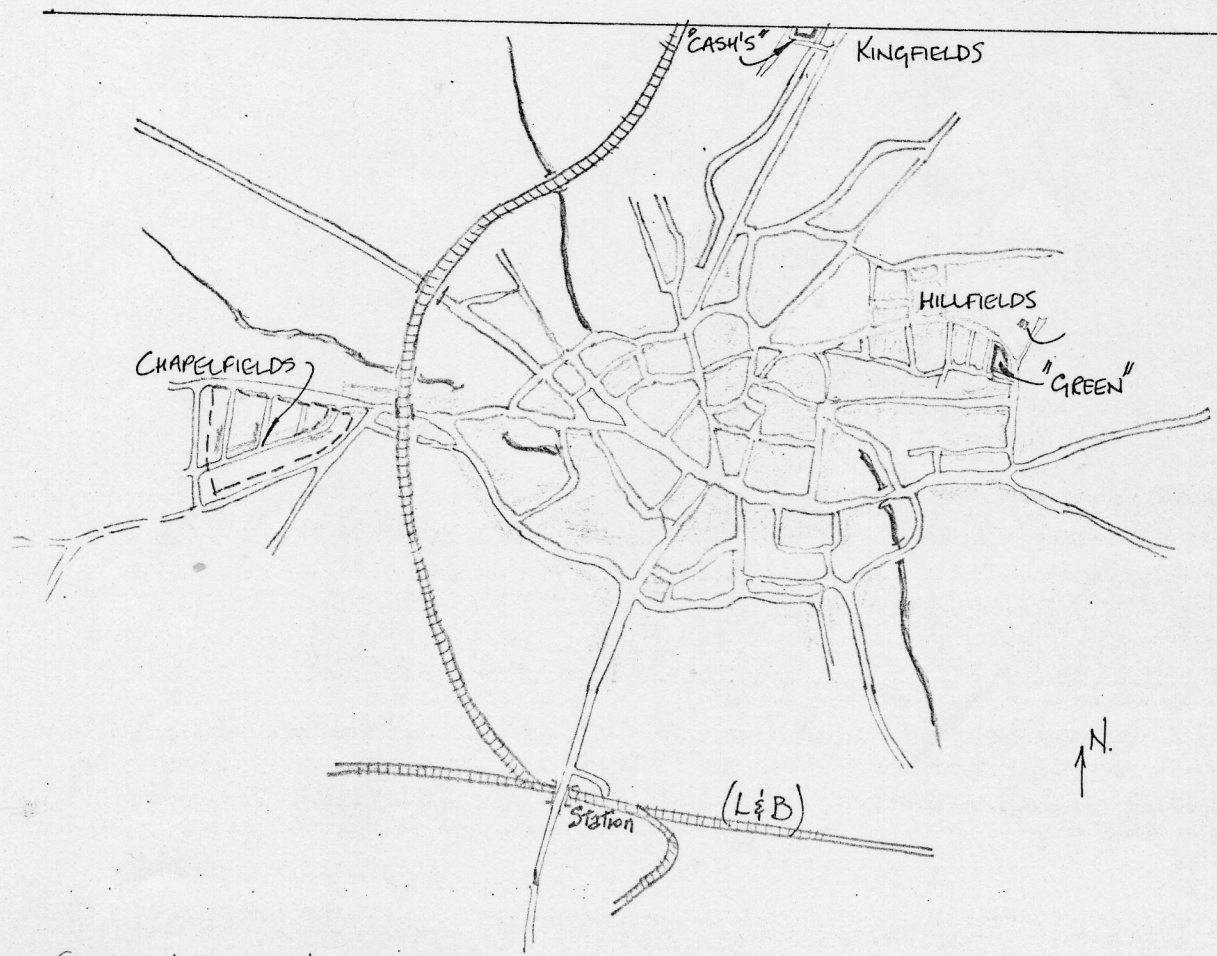 "CASH'S"
KINGFIELDS
HILLFIELDS
CHAPELFIELDS
"GREEN"
N.
(L&B)
Station